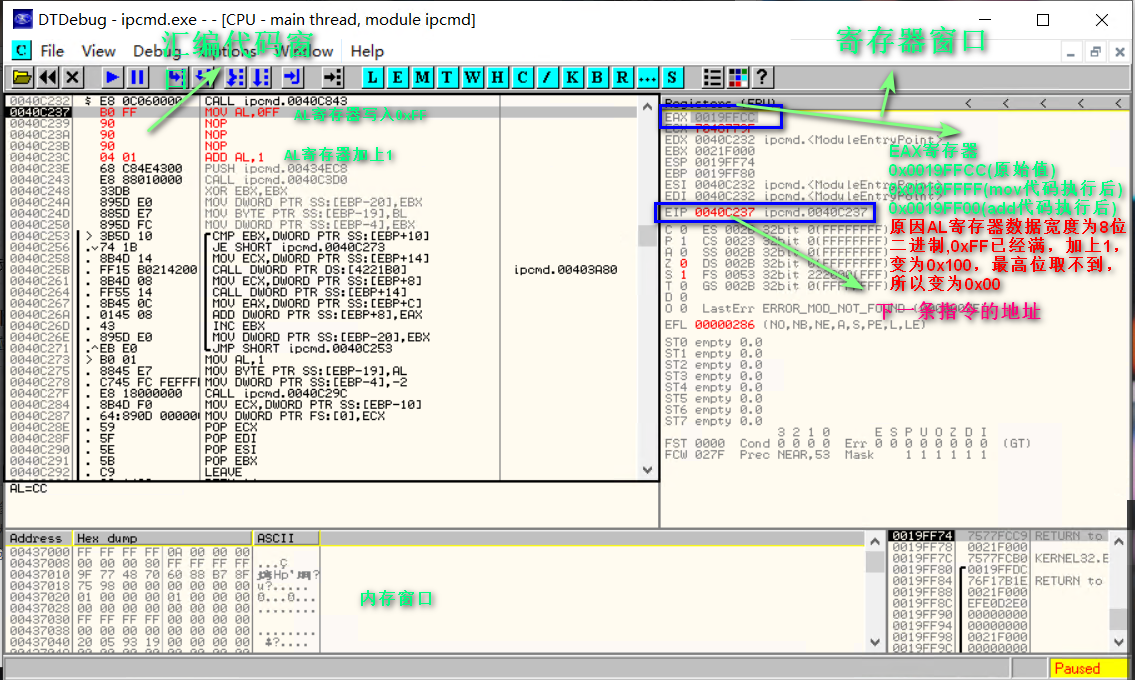 DTDebug - ipcmd.exe - - [CPU - main thread, module ipcmd]
File View Debug Options Window Help
汇编代码窗
寄存器窗口
L E M T W H C / K B R ... S
?
0040C232 $ E8 0C060000 CALL ipcmd.0040C843
0040C237 B0 FF MOV AL,0FF
AL寄存器写入0xFF
0040C239 90 NOP
0040C23A 90 NOP
0040C23B 90 NOP
0040C23C 04 01 ADD AL,1
AL寄存器加上1
0040C23E 68 C84E4300 PUSH ipcmd.00434EC8
0040C243 E8 88010000 CALL ipcmd.0040C3D0
0040C248 33DB XOR EBX,EBX
0040C24A 895D E0 MOV DWORD PTR SS:[EBP-20],EBX
0040C24D 885D E7 MOV BYTE PTR SS:[EBP-19],BL
0040C250 895D FC MOV DWORD PTR SS:[EBP-4],EBX
0040C253 > 3B5D 10 CMP EBX,DWORD PTR SS:[EBP+10]
0040C256 .v74 1B JE SHORT ipcmd.0040C273
0040C258 . 8B4D 14 MOV ECX,DWORD PTR SS:[EBP+14]
0040C25B . FF15 B0214200 CALL DWORD PTR DS:[4221B0] ipcmd.00403A80
0040C261 . 8B4D 08 MOV ECX,DWORD PTR SS:[EBP+8]
0040C264 . FF55 14 CALL DWORD PTR SS:[EBP+14]
0040C267 . 8B45 0C MOV EAX,DWORD PTR SS:[EBP+C]
0040C26A . 0145 08 ADD DWORD PTR SS:[EBP+8],EAX
0040C26D . 43 INC EBX
0040C26E . 895D E0 MOV DWORD PTR SS:[EBP-20],EBX
0040C271 .^EB E0 JMP SHORT ipcmd.0040C253
0040C273 > B0 01 MOV AL,1
0040C275 . 8845 E7 MOV BYTE PTR SS:[EBP-19],AL
0040C278 . C745 FC FEFFFF MOV DWORD PTR SS:[EBP-4],-2
0040C27F . E8 18000000 CALL ipcmd.0040C29C
0040C284 . 8B4D F0 MOV ECX,DWORD PTR SS:[EBP-10]
0040C287 . 64:890D 000000 MOV DWORD PTR FS:[0],ECX
0040C28E . 59 POP ECX
0040C28F . 5F POP EDI
0040C290 . 5E POP ESI
0040C291 . 5B POP EBX
0040C292 . C9 LEAVE
AL=CC
Registers (FPU) < < < < <
EAX 0019FFCC
EDX 0040C232 ipcmd.<ModuleEntryPoint>
EBX 0021F000
ESP 0019FF74
EBP 0019FF80
ESI 0040C232 ipcmd.<ModuleEntryPoint>
EDI 0040C232 ipcmd.<ModuleEntryPoint>
EIP 0040C237 ipcmd.0040C237
C 0 ES 002B 32bit 0(FFFFFFFF)
P 1 CS 0023 32bit 0(FFFFFFFF)
A 0 SS 002B 32bit 0(FFFFFFFF)
Z 0 DS 002B 32bit 0(FFFFFFFF)
S 1 FS 0053 32bit 222000(FFF)
T 0 GS 002B 32bit 0(FFFFFFFF)
D 0
O 0 LastErr ERROR_MOD_NOT_FOUND
EFL 00000286 (NO,NB,NE,A,S,PE,L,LE)
ST0 empty 0.0
ST1 empty 0.0
ST2 empty 0.0
ST3 empty 0.0
ST4 empty 0.0
ST5 empty 0.0
ST6 empty 0.0
ST7 empty 0.0
3 2 1 0 E S P U O Z D I
FST 0000 Cond 0 0 0 0 Err 0 0 0 0 0 0 0 0 (GT)
FCW 027F Prec NEAR,53 Mask 1 1 1 1 1 1
EAX寄存器
0x0019FFCC(原始值)
0x0019FFFF(mov代码执行后)
0x0019FF00(add代码执行后)
原因AL寄存器数据宽度为8位
二进制,0xFF已经满，加上1，
变为0x100，最高位取不到，
所以变为0x00
下一条指令的地址
Address Hex dump ASCII
00437000 FF FF FF FF 0A 00 00 00
00437008 00 00 00 80 FF FF FF FF
00437010 9F 77 48 70 60 88 B7 8F
00437018 75 98 00 00 00 00 00 00 u?......
00437020 01 00 00 00 01 00 00 00
00437028 00 00 00 00 00 00 00 00 ........
00437030 FF FF FF FF 00 00 00 00
00437038 00 00 00 00 00 00 00 00 ........
00437040 20 05 93 19 00 00 00 00
内存窗口
0019FF74 7577FCC9 RETURN to
0019FF78 0021F000
0019FF7C 7577FCB0 KERNEL32.B
0019FF80 0019FFDC
0019FF84 76F17B1E RETURN to
0019FF88 0021F000
0019FF8C EFE0D2E0
0019FF90 00000000
0019FF94 00000000
0019FF98 0021F000
0019FF9C 00000000
Paused